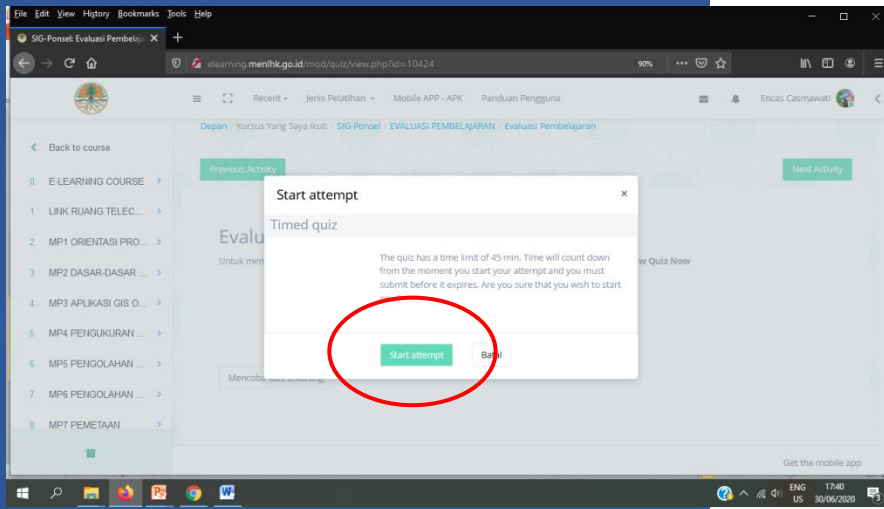 File Edit View History Bookmarks Tools Help
SIG-Ponsel: Evaluasi Pembelaja
elearning.menlhk.go.id/mod/quiz/view.php?id=10424 90%
Recent Jenis Pelatihan Mobile APP - APK Panduan Pengguna Encas Casmawati
Depan / Kursus Yang Saya Ikuti / SIG-Ponsel / EVALUASI PEMBELAJARAN / Evaluasi Pembelajaran
Back to course
Previous Activity Next Activity
0. E-LEARNING COURSE
1. LINK RUANG TELEC...
2. MP1 ORIENTASI PRO...
3. MP2 DASAR-DASAR ...
4. MP3 APLIKASI GIS O...
5. MP4 PENGUKURAN ...
6. MP5 PENGOLAHAN ...
7. MP6 PENGOLAHAN ...
8. MP7 PEMETAAN
Start attempt ×
Timed quiz
Evalu
Untuk men
The quiz has a time limit of 45 min. Time will count down
from the moment you start your attempt and you must
submit before it expires. Are you sure that you wish to start
w Quiz Now
Start attempt Batal
Mencoba
Get the mobile app
ENG 17:40
US 30/06/2020
3